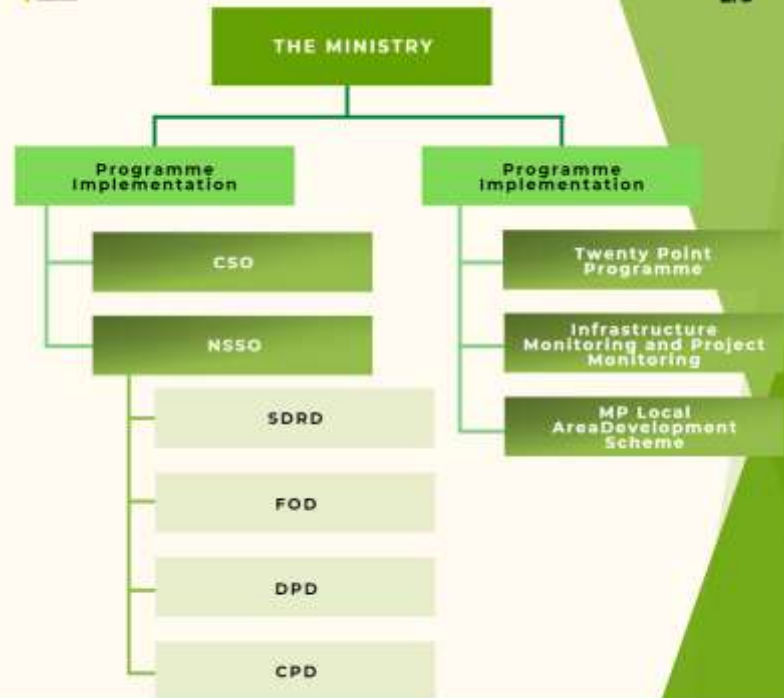 THE MINISTRY
Programme
Implementation
CSO
NSSO
SDRD
FOD
DPD
CPD
Programme
Implementation
Twenty Point
Programme
Infrastructure
Monitoring and Project
Monitoring
MP Local
AreaDevelopment
Scheme